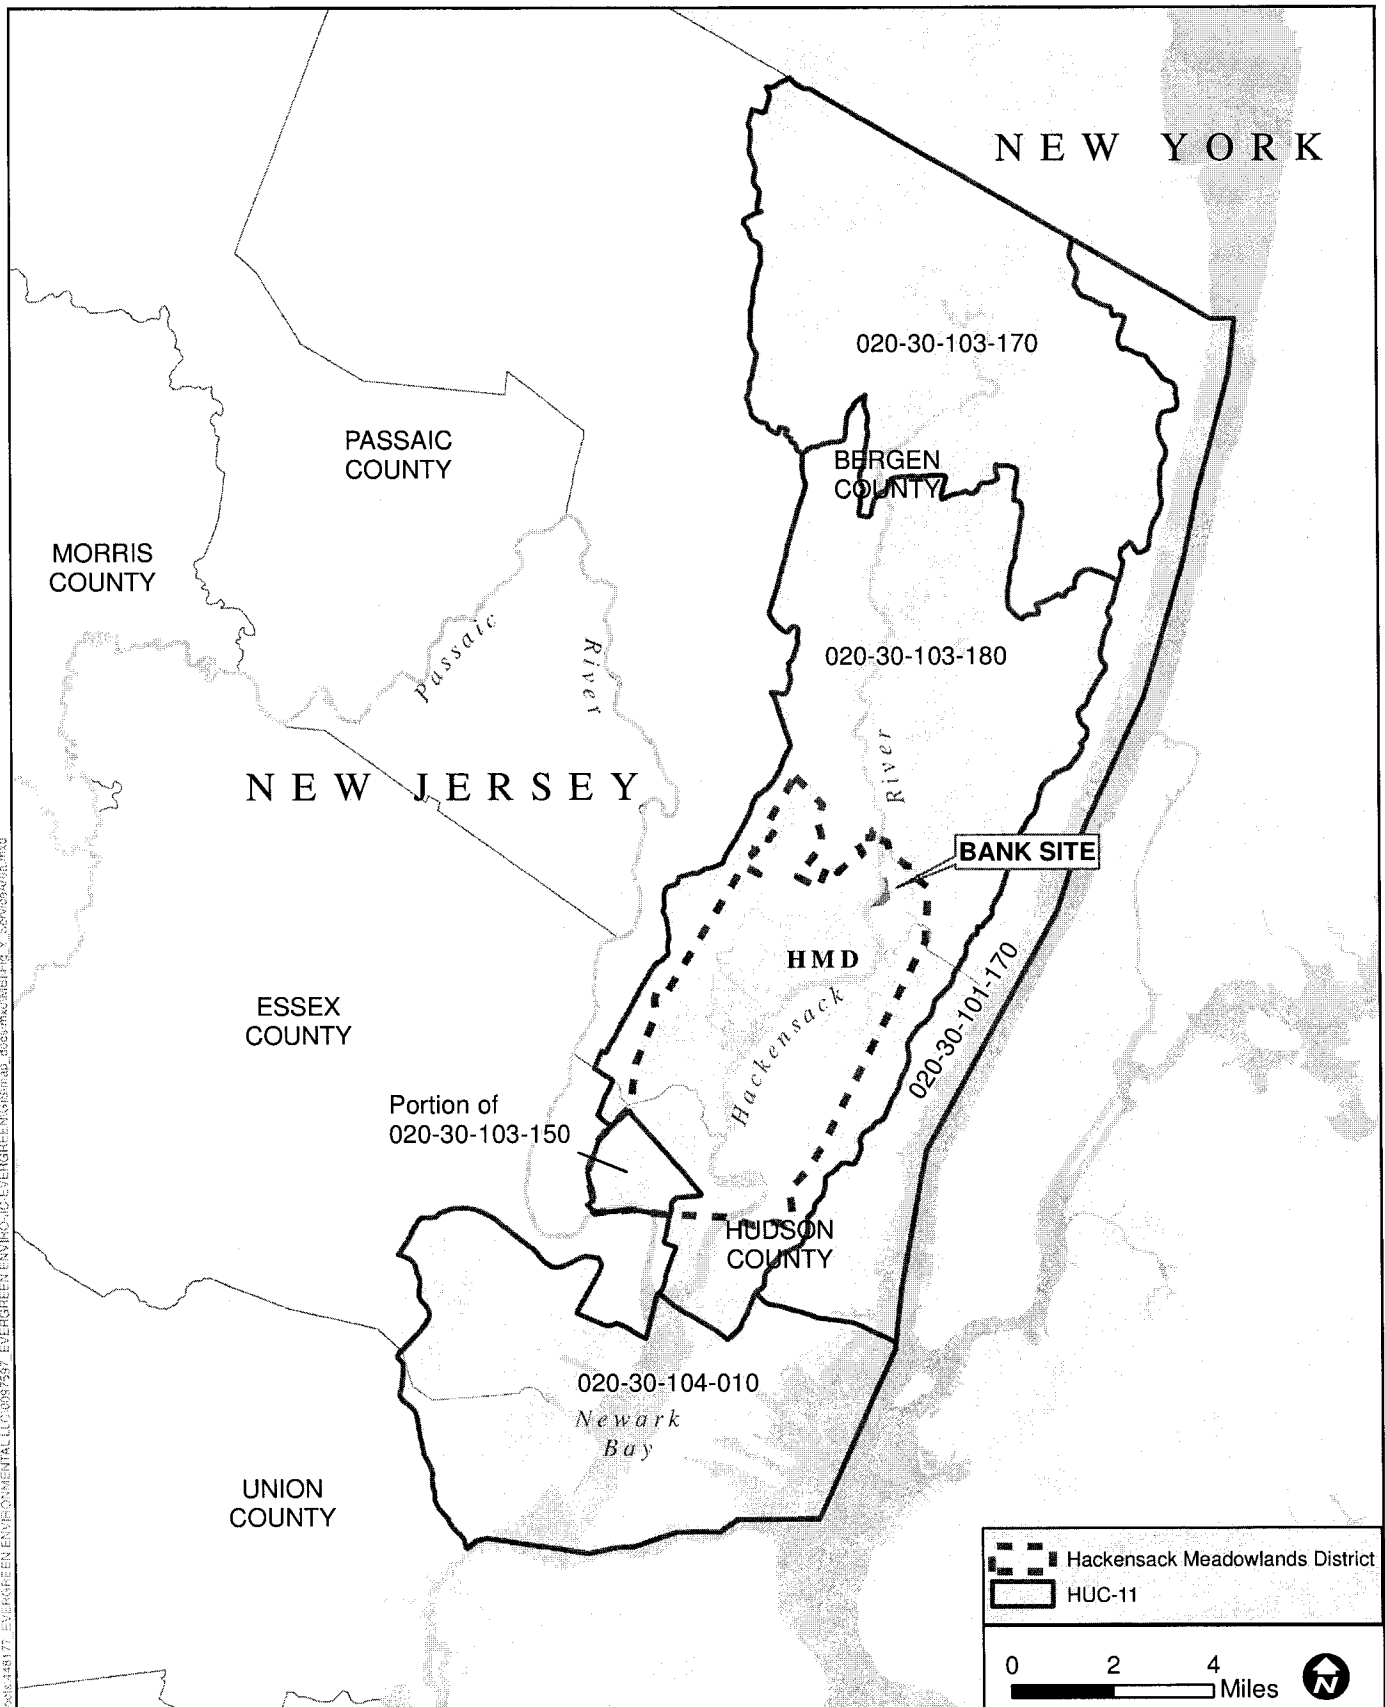 NEW YORK
020-30-103-170
PASSAIC
COUNTY
BERGEN
COUNTY
MORRIS
COUNTY
Passaic
River
020-30-103-180
River
NEW JERSEY
BANK SITE
HMD
Hackensack
020-30-101-170
ESSEX
COUNTY
Portion of
020-30-103-150
HUDSON
COUNTY
020-30-104-010
Newark
Bay
UNION
COUNTY
Hackensack Meadowlands District
HUC-11
0 2 4
Miles
N